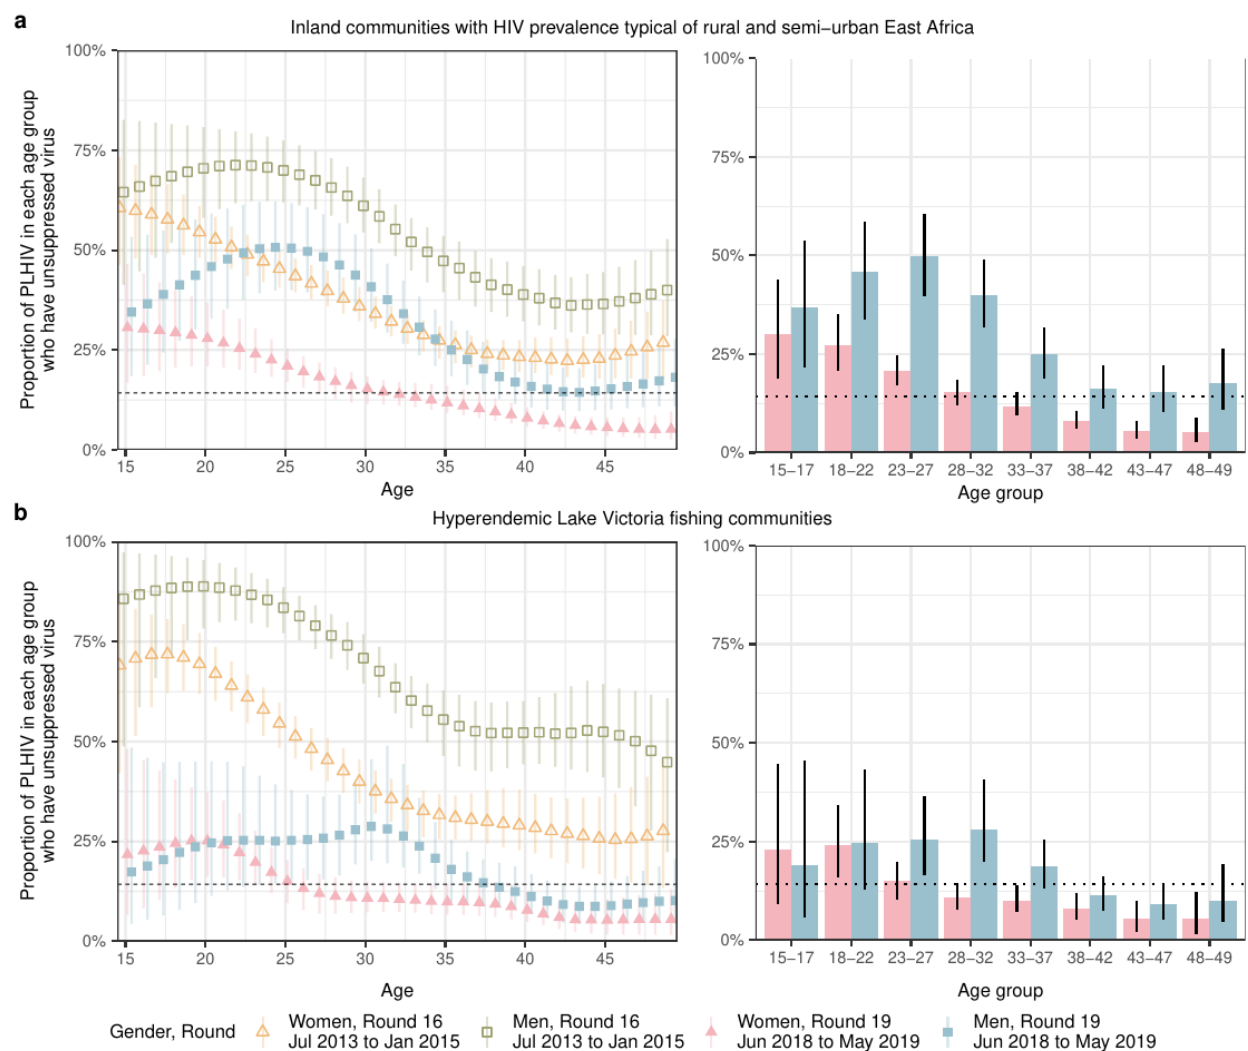 a
Inland communities with HIV prevalence typical of rural and semi−urban East Africa
Proportion of PLHIV in each age group
who have unsuppressed virus
100%
75%
50%
25%
0%
15 20 25 30 35 40 45
Age
100%
75%
50%
25%
0%
15−17 18−22 23−27 28−32 33−37 38−42 43−47 48−49
Age group
b
Hyperendemic Lake Victoria fishing communities
Proportion of PLHIV in each age group
who have unsuppressed virus
100%
75%
50%
25%
0%
15 20 25 30 35 40 45
Age
100%
75%
50%
25%
0%
15−17 18−22 23−27 28−32 33−37 38−42 43−47 48−49
Age group
Gender, Round
Women, Round 16
Jul 2013 to Jan 2015
Men, Round 16
Jul 2013 to Jan 2015
Women, Round 19
Jun 2018 to May 2019
Men, Round 19
Jun 2018 to May 2019